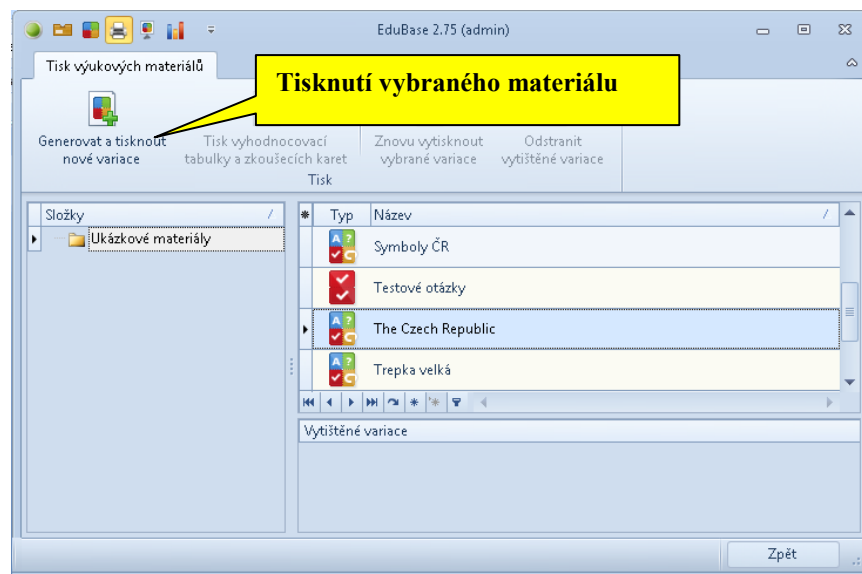 EduBase 2.75 (admin)
Tisk výukových materiálů
Tisknutí vybraného materiálu
Generovat a tisknout
nové variace
Tisk vyhodnocovací
tabulky a zkoušecích karet
Znovu vytisknout
vybrané variace
Odstranit
vytištěné variace
Tisk
Složky
Ukázkové materiály
Typ Název
Symboly ČR
Testové otázky
The Czech Republic
Trepka velká
Vytištěné variace
Zpět